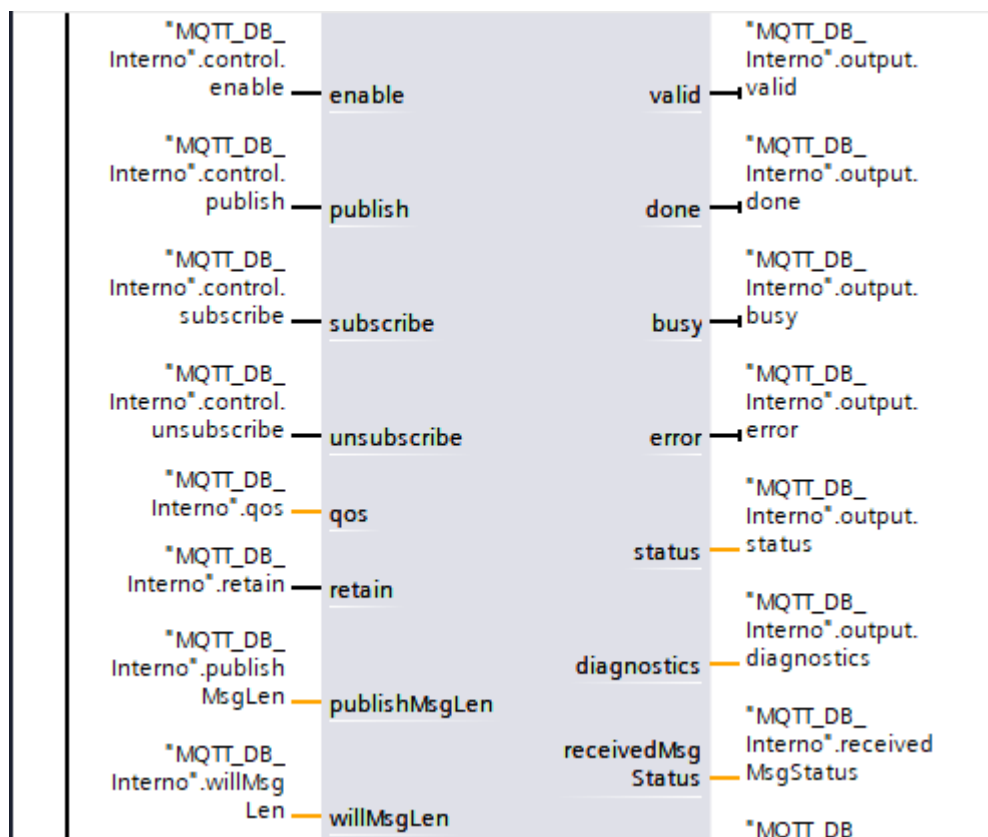 "MQTT_DB_
Interno".control.
enable
enable
"MQTT_DB_
Interno".control.
publish
publish
"MQTT_DB_
Interno".control.
subscribe
subscribe
"MQTT_DB_
Interno".control.
unsubscribe
unsubscribe
"MQTT_DB_
Interno".qos
qos
"MQTT_DB_
Interno".retain
retain
"MQTT_DB_
Interno".publish
MsgLen
publishMsgLen
"MQTT_DB_
Interno".willMsg
Len
willMsgLen
valid
"MQTT_DB_
Interno".output.
valid
done
"MQTT_DB_
Interno".output.
done
busy
"MQTT_DB_
Interno".output.
busy
error
"MQTT_DB_
Interno".output.
error
status
"MQTT_DB_
Interno".output.
status
diagnostics
"MQTT_DB_
Interno".output.
diagnostics
receivedMsg
Status
"MQTT_DB_
Interno".received
MsgStatus
"MQTT_DB_